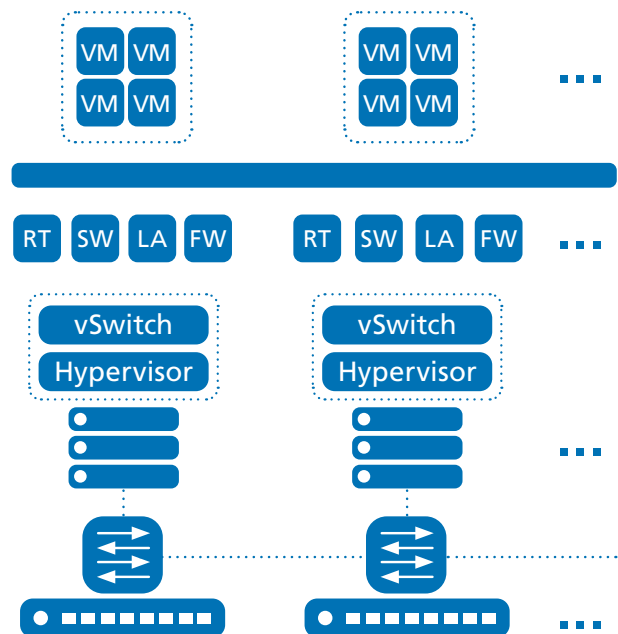 VM VM VM VM
VM VM VM VM
RT SW LA FW RT SW LA FW
vSwitch vSwitch
Hypervisor Hypervisor